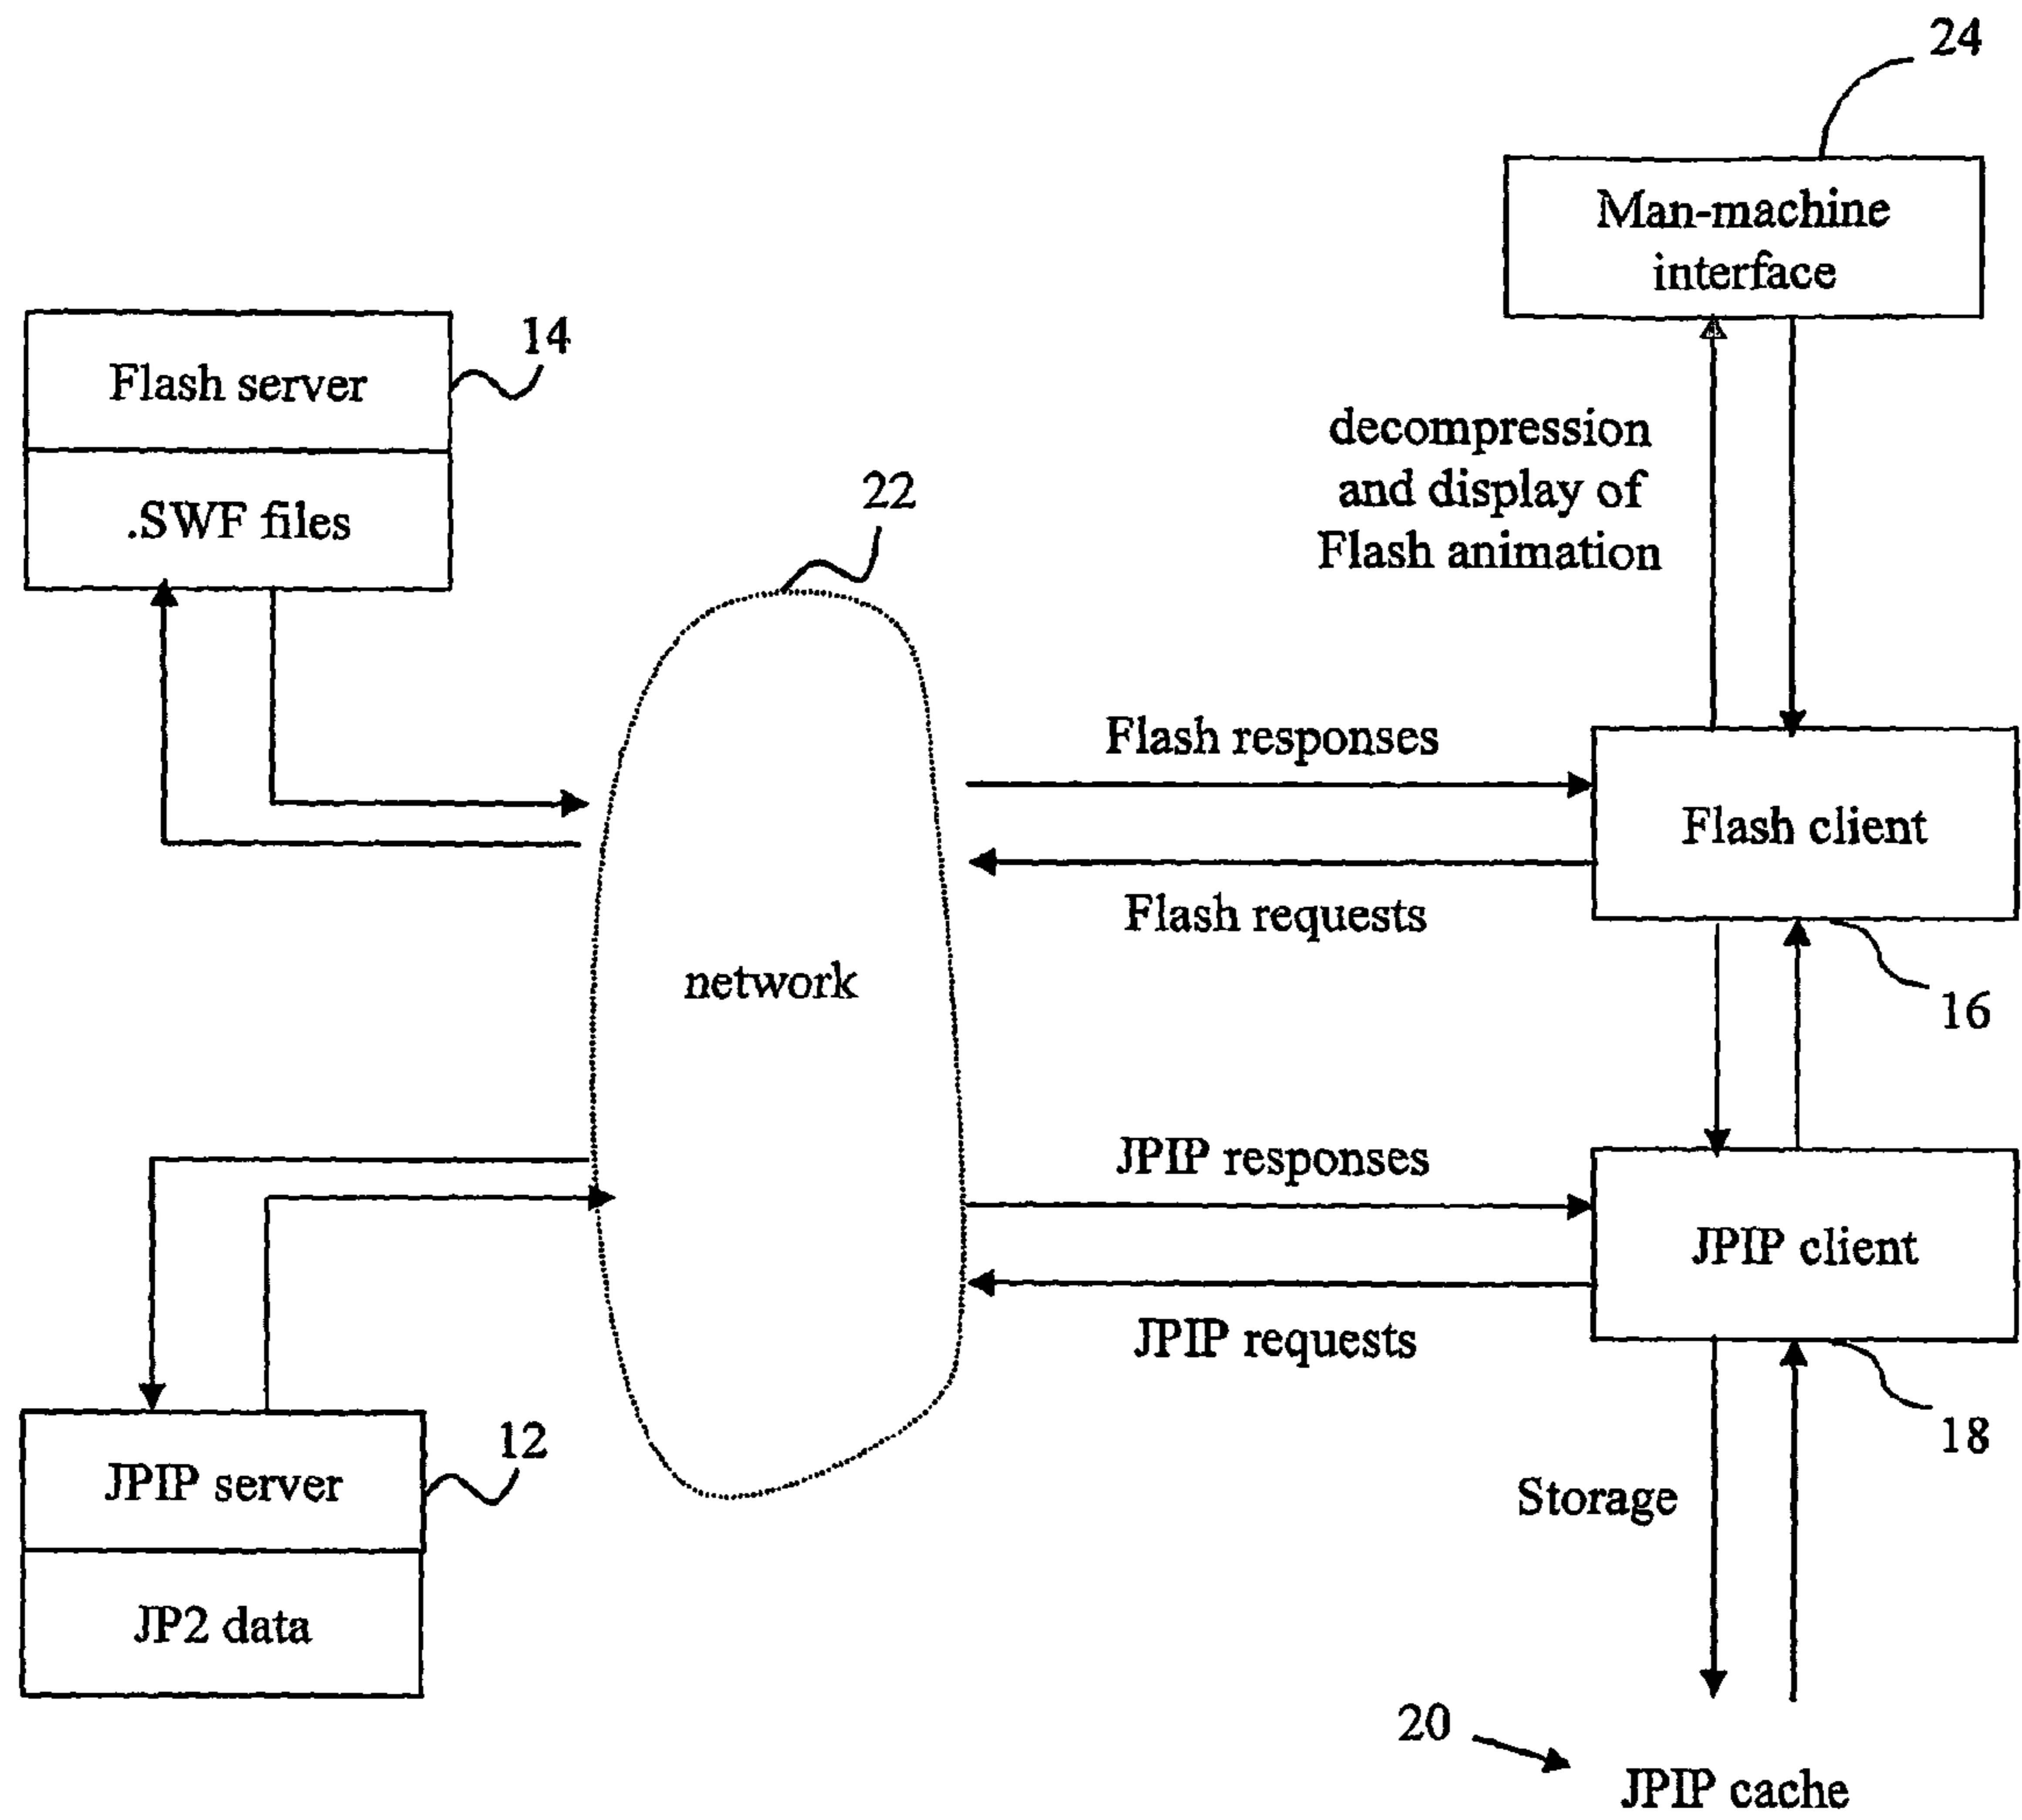 24
Man-machine
interface
14
Flash server
.SWF files
decompression
and display of
Flash animation
22
Flash responses
Flash client
Flash requests
network
16
JPIP responses
JPIP client
JPIP requests
12
JPIP server
JP2 data
18
Storage
20
JPIP cache